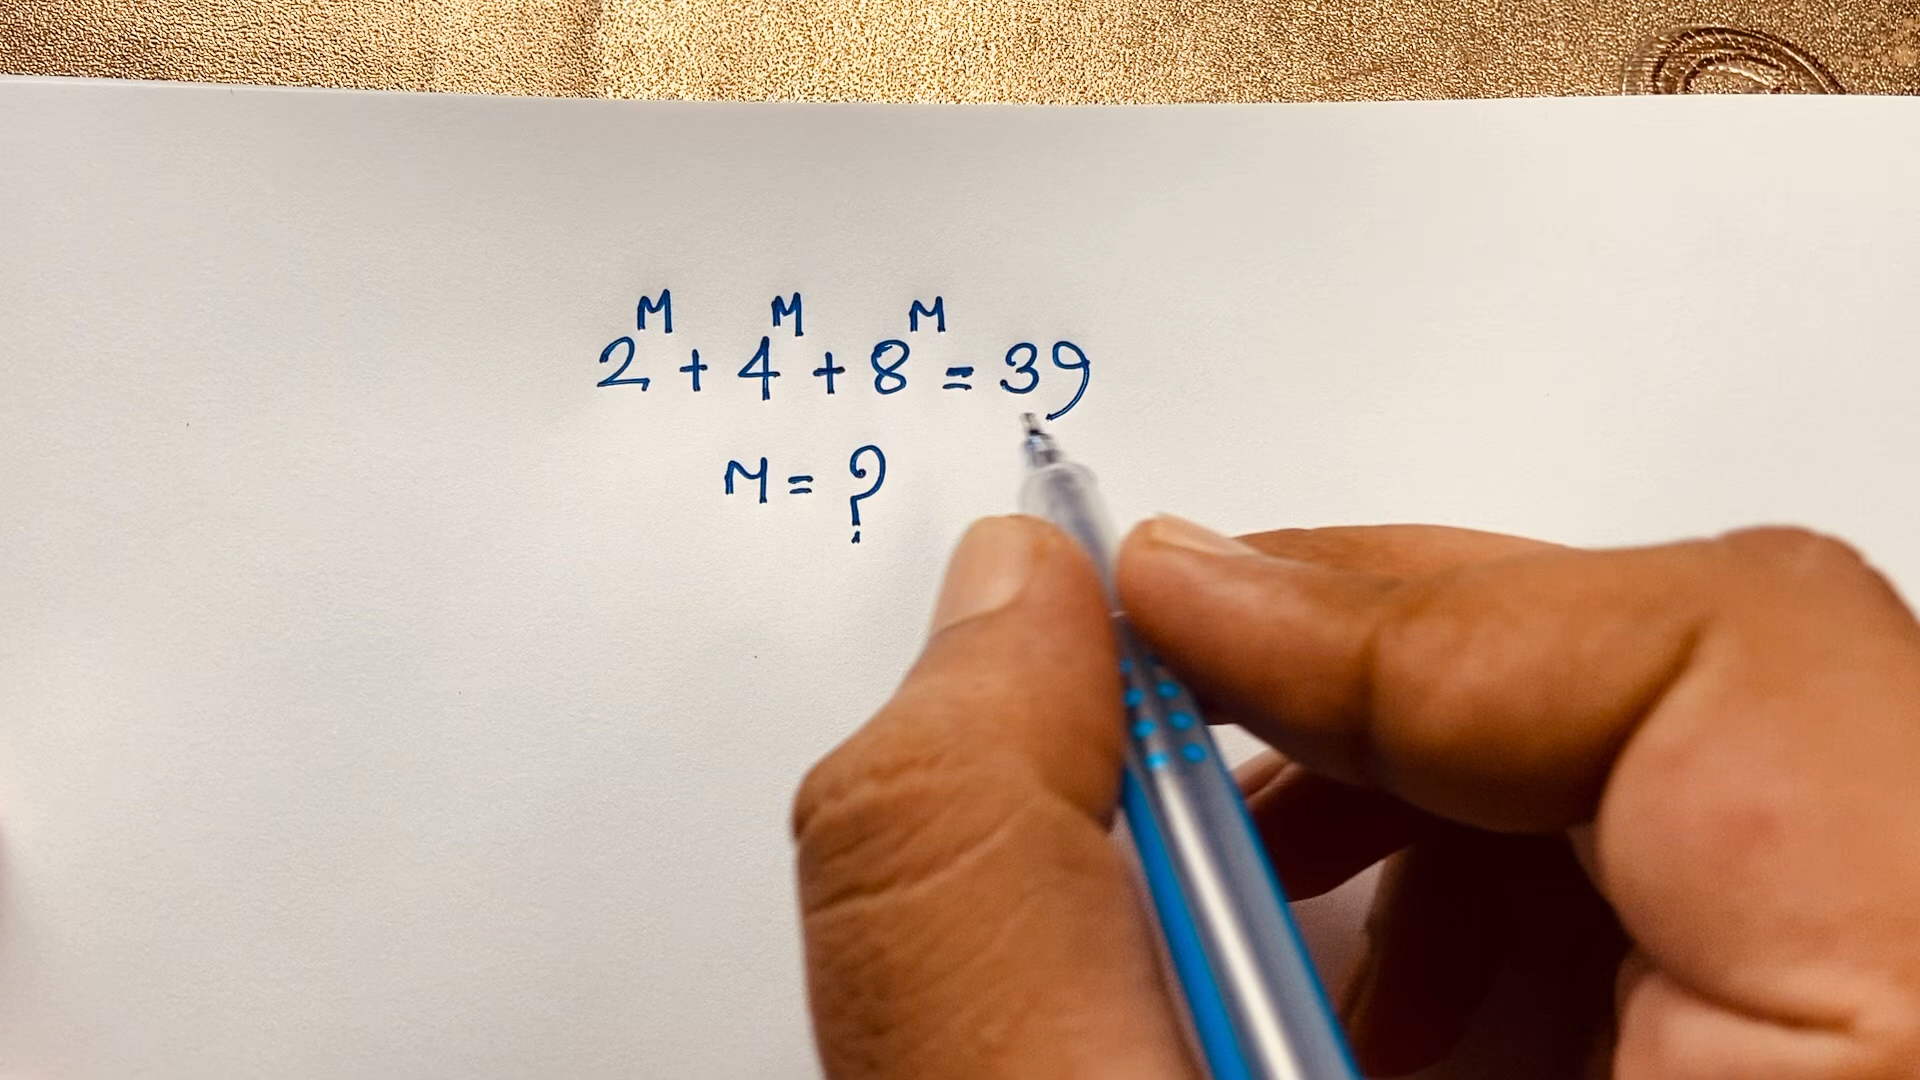 2^M + 4^M + 8^M = 39
M = ?